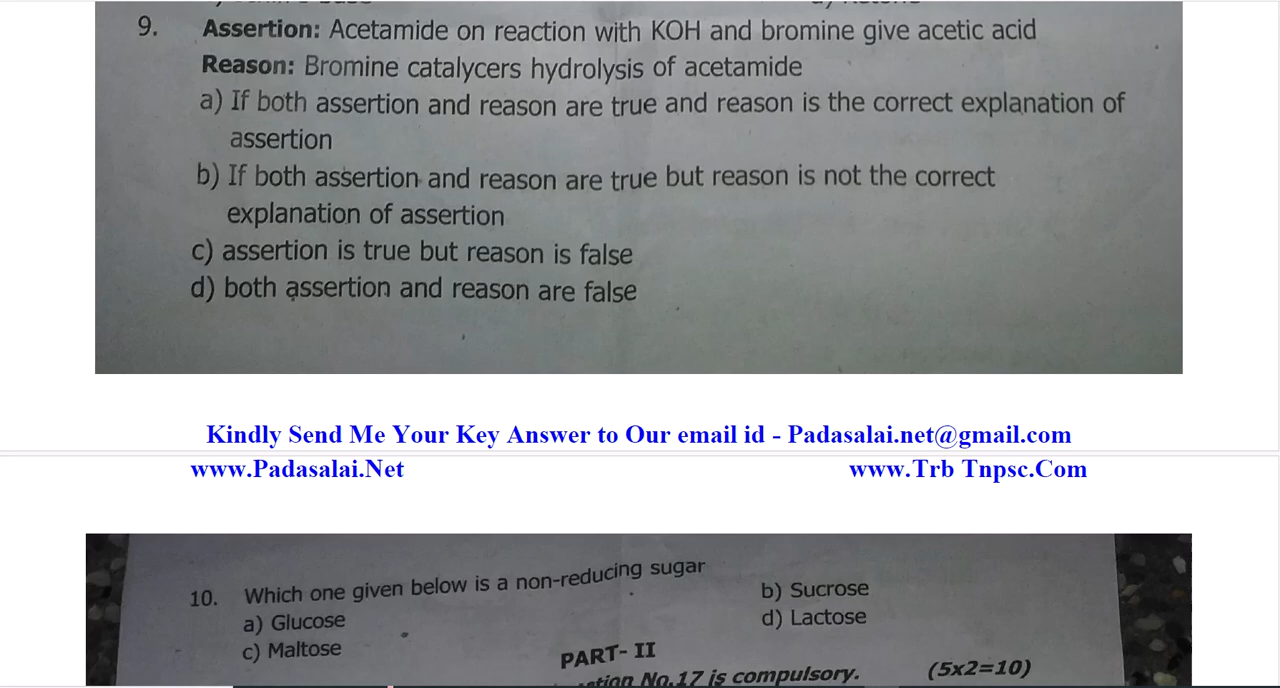 9. Assertion: Acetamide on reaction with KOH and bromine give acetic acid
Reason: Bromine catalycers hydrolysis of acetamide
a) If both assertion and reason are true and reason is the correct explanation of
assertion
b) If both assertion and reason are true but reason is not the correct
explanation of assertion
c) assertion is true but reason is false
d) both assertion and reason are false
Kindly Send Me Your Key Answer to Our email id - Padasalai.net@gmail.com
www.Padasalai.Net www.Trb Tnpsc.Com
10. Which one given below is a non-reducing sugar
a) Glucose b) Sucrose
c) Maltose d) Lactose
PART- II
No.17 is compulsory. (5x2=10)